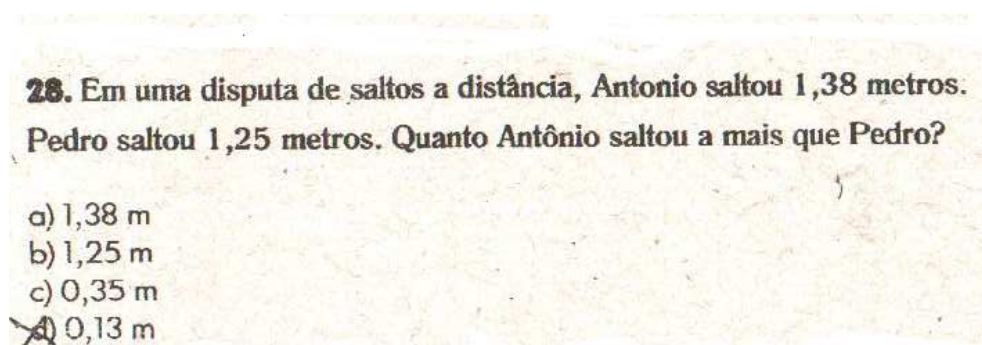 28. Em uma disputa de saltos a distância, Antonio saltou 1,38 metros.
Pedro saltou 1,25 metros. Quanto Antônio saltou a mais que Pedro?
a) 1,38 m
b) 1,25 m
c) 0,35 m
d) 0,13 m